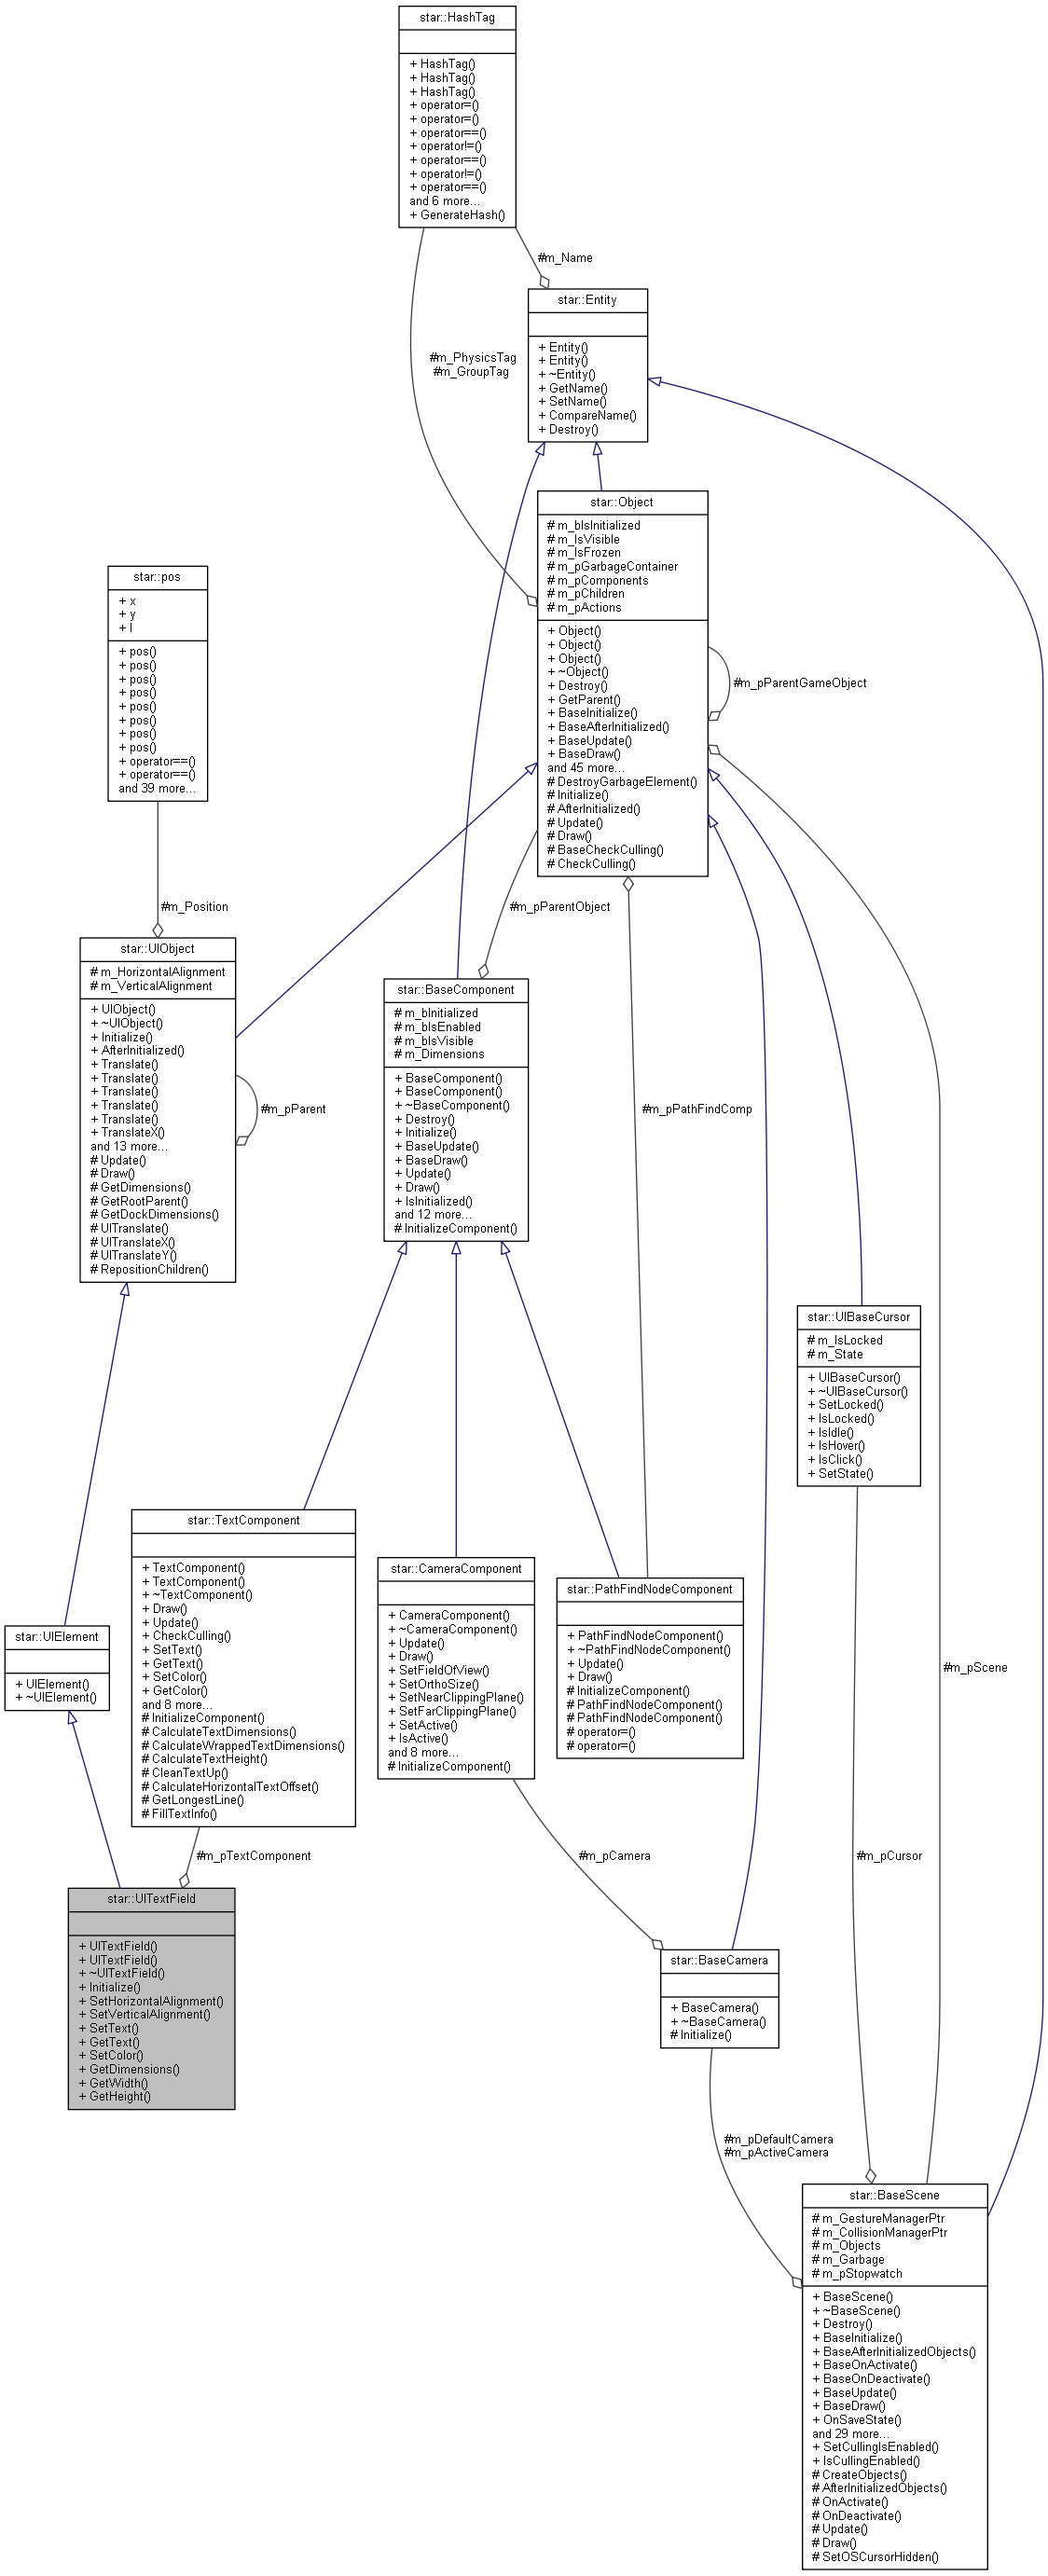 star::HashTag
+ HashTag()
+ HashTag()
+ HashTag()
+ operator=()
+ operator=()
+ operator==()
+ operator!=()
+ operator==()
+ operator!=()
+ operator==()
and 6 more...
+ GenerateHash()
#m_Name
star::Entity
+ Entity()
+ Entity()
+ ~Entity()
+ GetName()
+ SetName()
+ CompareName()
+ Destroy()
#m_PhysicsTag
#m_GroupTag
star::Object
# m_bIsInitialized
# m_IsVisible
# m_IsFrozen
# m_pGarbageContainer
# m_pComponents
# m_pChildren
# m_pActions
+ Object()
+ Object()
+ Object()
+ ~Object()
+ Destroy()
+ GetParent()
+ BaseInitialize()
+ BaseAfterInitialized()
+ BaseUpdate()
+ BaseDraw()
and 45 more...
# DestroyGarbageElement()
# Initialize()
# AfterInitialized()
# Update()
# Draw()
# BaseCheckCulling()
# CheckCulling()
#m_pParentGameObject
star::pos
+ x
+ y
+ l
+ pos()
+ pos()
+ pos()
+ pos()
+ pos()
+ pos()
+ pos()
+ pos()
+ operator==()
+ operator==()
and 39 more...
#m_Position
#m_pParentObject
star::UIObject
# m_HorizontalAlignment
# m_VerticalAlignment
+ UIObject()
+ ~UIObject()
+ Initialize()
+ AfterInitialized()
+ Translate()
+ Translate()
+ Translate()
+ Translate()
+ Translate()
+ TranslateX()
and 13 more...
# Update()
# Draw()
# GetDimensions()
# GetRootParent()
# GetDockDimensions()
# UITranslate()
# UITranslateX()
# UITranslateY()
# RepositionChildren()
#m_pParent
star::BaseComponent
# m_bInitialized
# m_bIsEnabled
# m_bIsVisible
# m_Dimensions
+ BaseComponent()
+ BaseComponent()
+ ~BaseComponent()
+ Destroy()
+ Initialize()
+ BaseUpdate()
+ BaseDraw()
+ Update()
+ Draw()
+ IsInitialized()
and 12 more...
# InitializeComponent()
#m_pPathFindComp
star::UIBaseCursor
# m_IsLocked
# m_State
+ UIBaseCursor()
+ ~UIBaseCursor()
+ SetLocked()
+ IsLocked()
+ IsIdle()
+ IsHover()
+ IsClick()
+ SetState()
star::TextComponent
+ TextComponent()
+ TextComponent()
+ ~TextComponent()
+ Draw()
+ Update()
+ CheckCulling()
+ SetText()
+ GetText()
+ SetColor()
+ GetColor()
and 8 more...
# InitializeComponent()
# CalculateTextDimensions()
# CalculateWrappedTextDimensions()
# CalculateTextHeight()
# CleanTextUp()
# CalculateHorizontalTextOffset()
# GetLongestLine()
# FillTextInfo()
star::CameraComponent
+ CameraComponent()
+ ~CameraComponent()
+ Update()
+ Draw()
+ SetFieldOfView()
+ SetOrthoSize()
+ SetNearClippingPlane()
+ SetFarClippingPlane()
+ SetActive()
+ IsActive()
and 8 more...
# InitializeComponent()
star::PathFindNodeComponent
+ PathFindNodeComponent()
+ ~PathFindNodeComponent()
+ Update()
+ Draw()
# InitializeComponent()
# PathFindNodeComponent()
# PathFindNodeComponent()
# operator=()
# operator=()
star::UIElement
+ UIElement()
+ ~UIElement()
#m_pScene
#m_pTextComponent
#m_pCamera
#m_pCursor
star::UITextField
+ UITextField()
+ UITextField()
+ ~UITextField()
+ Initialize()
+ SetHorizontalAlignment()
+ SetVerticalAlignment()
+ SetText()
+ GetText()
+ SetColor()
+ GetDimensions()
+ GetWidth()
+ GetHeight()
star::BaseCamera
+ BaseCamera()
+ ~BaseCamera()
# Initialize()
#m_pDefaultCamera
#m_pActiveCamera
star::BaseScene
# m_GestureManagerPtr
# m_CollisionManagerPtr
# m_Objects
# m_Garbage
# m_pStopwatch
+ BaseScene()
+ ~BaseScene()
+ Destroy()
+ BaseInitialize()
+ BaseAfterInitializedObjects()
+ BaseOnActivate()
+ BaseOnDeactivate()
+ BaseUpdate()
+ BaseDraw()
+ OnSaveState()
and 29 more...
+ SetCullingIsEnabled()
+ IsCullingEnabled()
# CreateObjects()
# AfterInitializedObjects()
# OnActivate()
# OnDeactivate()
# Update()
# Draw()
# SetOSCursorHidden()